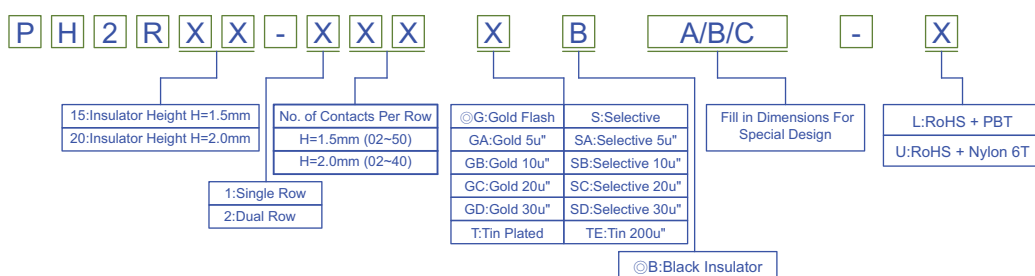 P H 2 R X X - X X X X B A/B/C - X
15:Insulator Height H=1.5mm
20:Insulator Height H=2.0mm
1:Single Row
2:Dual Row
No. of Contacts Per Row
H=1.5mm (02~50)
H=2.0mm (02~40)
◎G:Gold Flash S:Selective
GA:Gold 5u" SA:Selective 5u"
GB:Gold 10u" SB:Selective 10u"
GC:Gold 20u" SC:Selective 20u"
GD:Gold 30u" SD:Selective 30u"
T:Tin Plated TE:Tin 200u"
◎B:Black Insulator
Fill in Dimensions For
Special Design
L:RoHS + PBT
U:RoHS + Nylon 6T